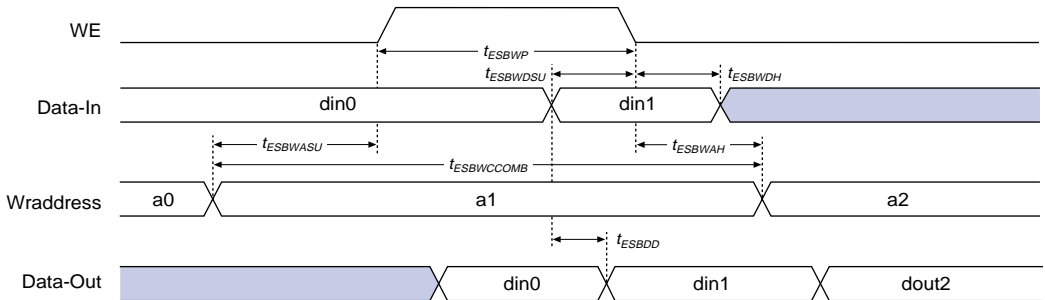 WE
tESBWP
tESBWDSU
tESBWDH
Data-In
din0
din1
tESBWASU
tESBWAH
tESBWCCOMB
Wraddress
a0
a1
a2
tESBDD
Data-Out
din0
din1
dout2